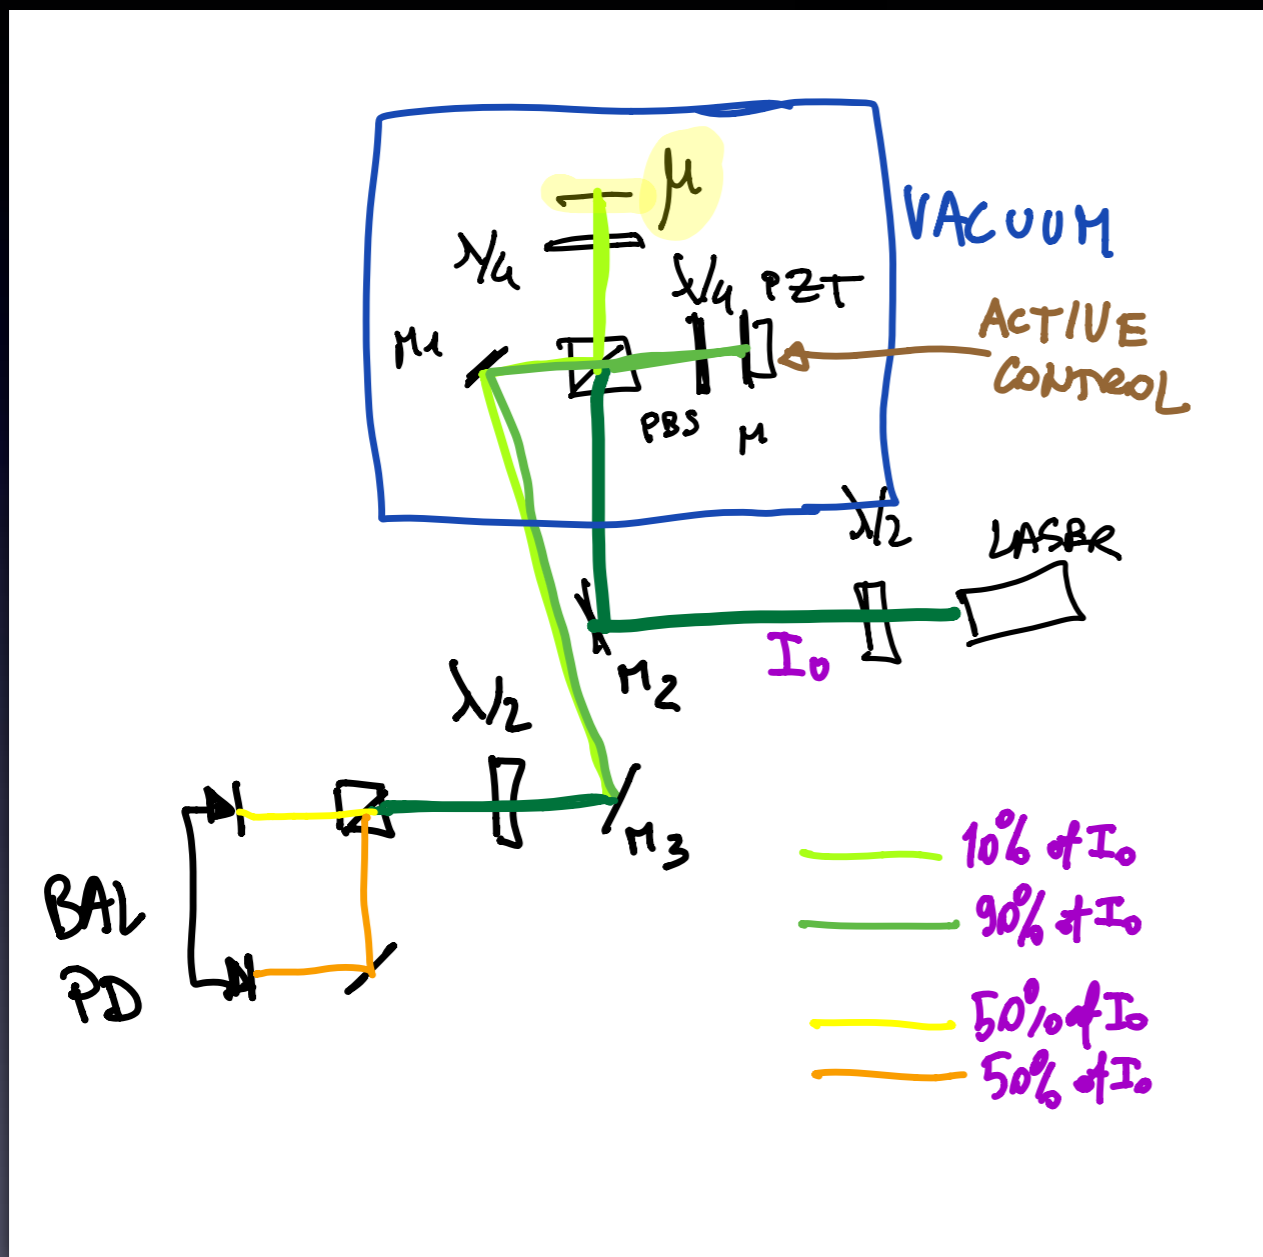 μ
λ/4
VACUUM
λ/4
PZT
M1
ACTIVE
CONTROL
PBS
M
λ/2
LASER
I₀
M2
λ/2
M3
10% of I₀
BAL
PD
90% of I₀
50% of I₀
50% of I₀